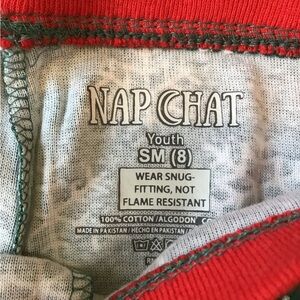 NAP CHAT
Youth
SM (8)
WEAR SNUG-
FITTING, NOT
FLAME RESISTANT
100% COTTON/ALGODON
MADE IN PAKISTAN / HECHO EN PAKISTAN